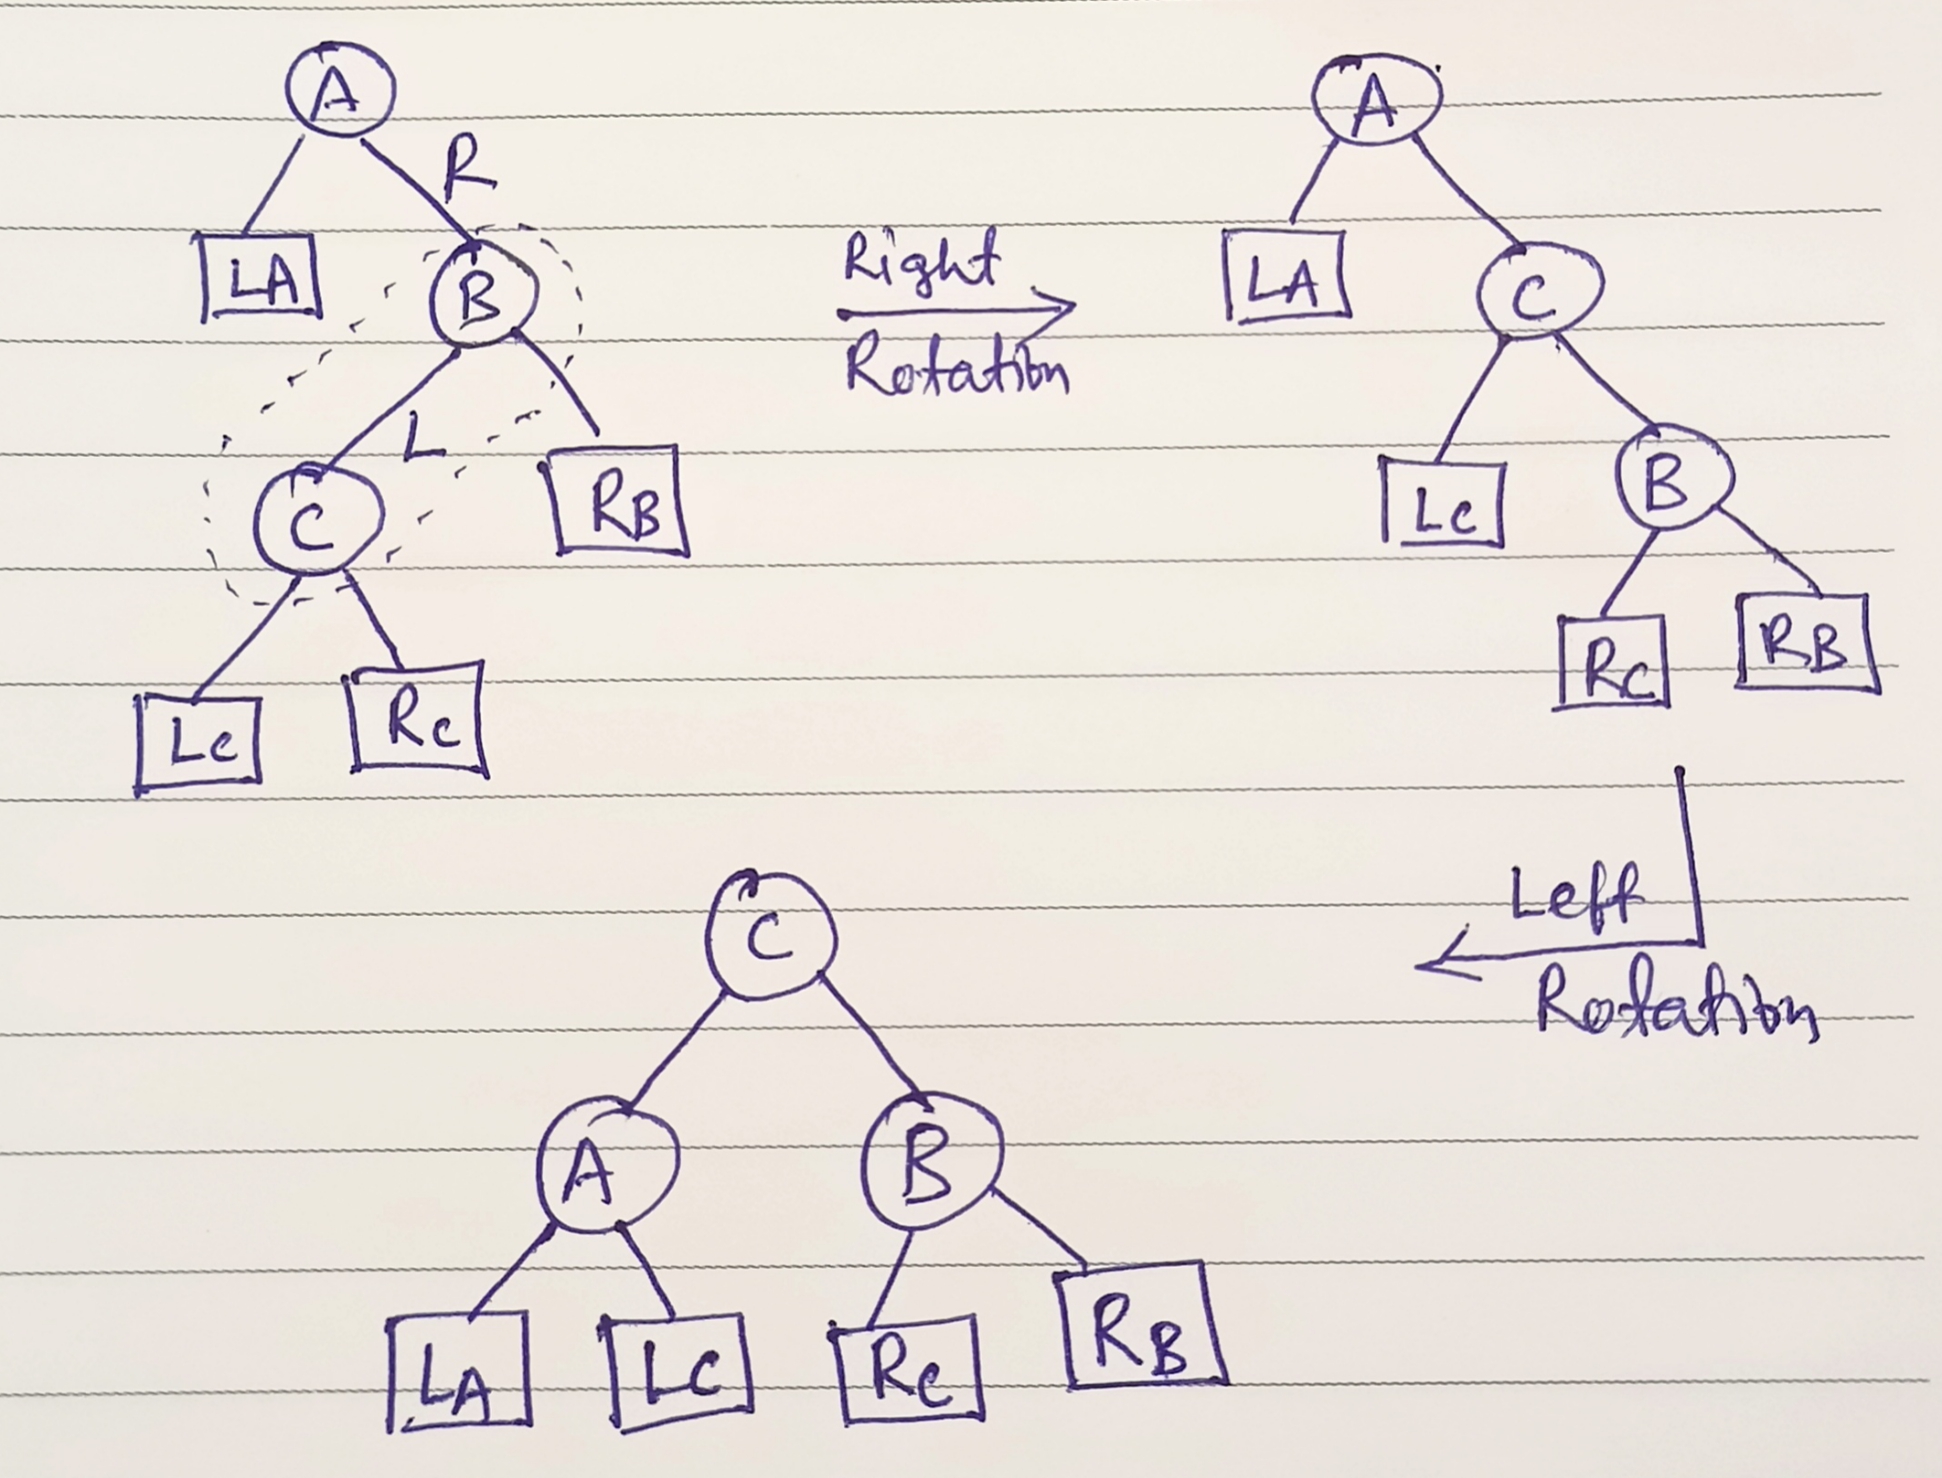 A
R
LA
B
L
C
RB
LC
RC
Right
Rotation
A
LA
C
LC
B
RC
RB
Left
Rotation
C
A
B
LA
LC
RC
RB